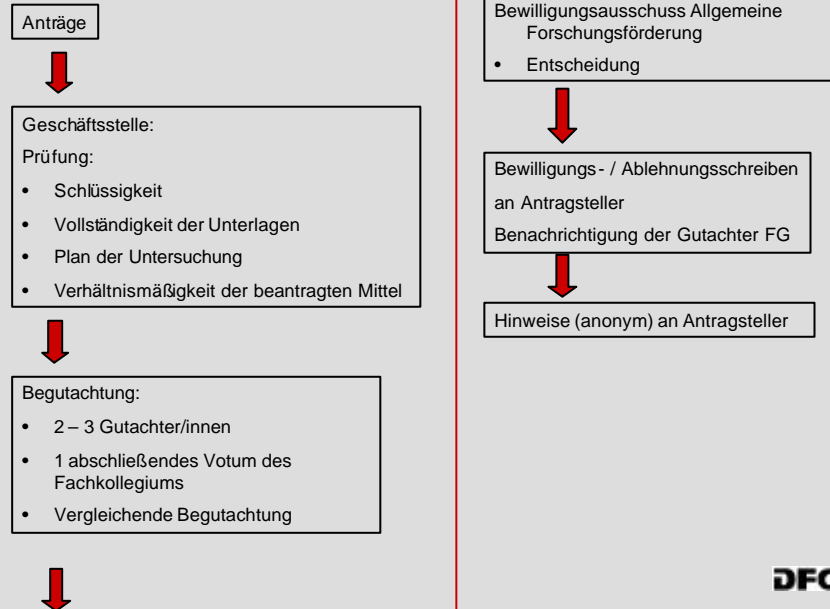 Anträge
Geschäftsstelle:
Prüfung:
• Schlüssigkeit
• Vollständigkeit der Unterlagen
• Plan der Untersuchung
• Verhältnismäßigkeit der beantragten Mittel
Begutachtung:
• 2 – 3 Gutachter/innen
• 1 abschließendes Votum des
Fachkollegiums
• Vergleichende Begutachtung
Bewilligungsausschuss Allgemeine
Forschungsförderung
• Entscheidung
Bewilligungs- / Ablehnungsschreiben
an Antragsteller
Benachrichtigung der Gutachter FG
Hinweise (anonym) an Antragsteller
DFG